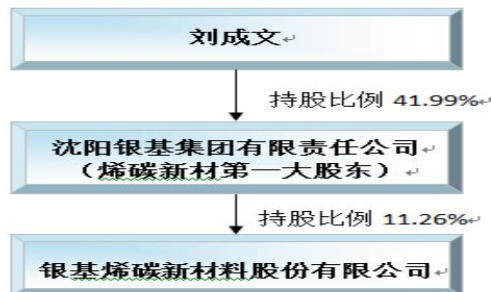 刘成文
持股比例 41.99%
沈阳银基集团有限责任公司
（烯碳新材第一大股东）
持股比例 11.26%
银基烯碳新材料股份有限公司